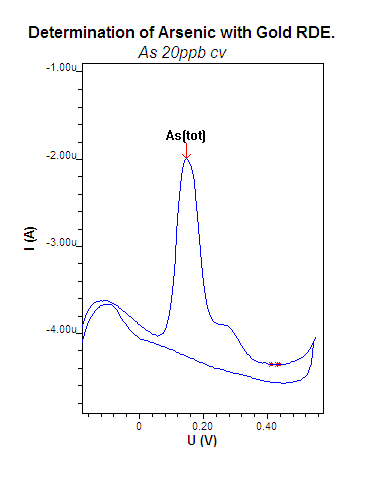 Determination of Arsenic with Gold RDE.
As 20ppb cv
-1.00u
As(tot)
-2.00u
I (A)
-3.00u
-4.00u
0 0.20 0.40
U (V)